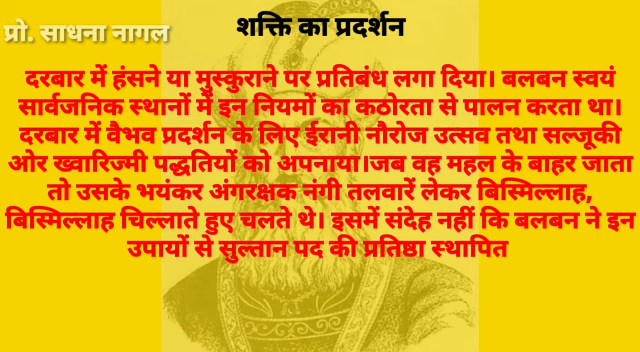 शक्ति का प्रदर्शन
प्रो. साधना नागल
दरबार में हंसने या मुस्कुराने पर प्रतिबंध लगा दिया। बलबन स्वयं
सार्वजनिक स्थानों में इन नियमों का कठोरता से पालन करता था।
दरबार में वैभव प्रदर्शन के लिए ईरानी नौरोज उत्सव तथा सल्जूकी
ओर ख्वारिज्मी पद्धतियों को अपनाया।जब वह महल के बाहर जाता
तो उसके भयंकर अंगरक्षक नंगी तलवारें लेकर बिस्मिल्लाह,
बिस्मिल्लाह चिल्लाते हुए चलते थे। इसमें संदेह नहीं कि बलबन ने इन
उपायों से सुल्तान पद की प्रतिष्ठा स्थापित